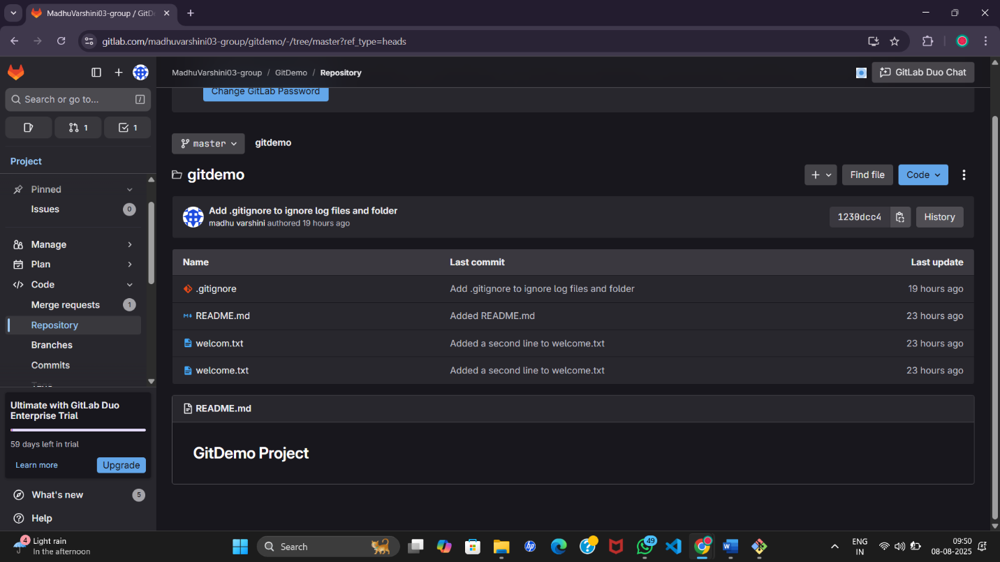 MadhuVarshini03-group / GitD
gitlab.com/madhuvarshini03-group/gitdemo/-/tree/master?ref_type=heads
MadhuVarshini03-group / GitDemo / Repository
GitLab Duo Chat
Search or go to...
/
1
1
Project
Pinned
Issues 0
Manage
Plan
Code
Merge requests 1
Repository
Branches
Commits
Ultimate with GitLab Duo
Enterprise Trial
59 days left in trial
Learn more
Upgrade
What's new 5
Help
Change GitLab Password
master
gitdemo
gitdemo
Find file
Code
Add .gitignore to ignore log files and folder
madhu varshini authored 19 hours ago
1230dcc4
History
Name Last commit Last update
.gitignore Add .gitignore to ignore log files and folder 19 hours ago
README.md Added README.md 23 hours ago
welcom.txt Added a second line to welcome.txt 23 hours ago
welcome.txt Added a second line to welcome.txt 23 hours ago
README.md
GitDemo Project
4
Light rain
In the afternoon
Search
49
ENG
IN
09:50
08-08-2025